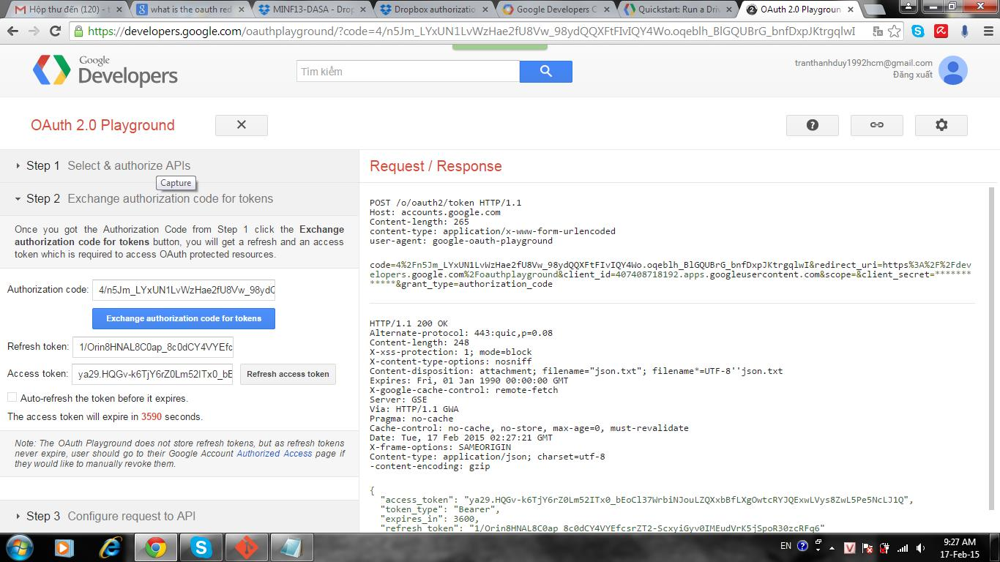 Hộp thư đến (120) - t
what is the oauth red
MINF13-DASA - Drop
Dropbox authorizatio
Google Developers C
Quickstart: Run a Driv
OAuth 2.0 Playgroun
https://developers.google.com/oauthplayground/?code=4/n5Jm_LYxUN1LvWzHae2fU8Vw_98ydQQXFtFIvIQY4Wo.oqeblh_BlGQUBrG_bnfDxpJKtrgqlwI
Google
Developers
Tìm kiếm
tranthanhduy1992hcm@gmail.com
Đăng xuất
OAuth 2.0 Playground
Step 1 Select & authorize APIs
Capture
Step 2 Exchange authorization code for tokens
Once you got the Authorization Code from Step 1 click the Exchange
authorization code for tokens button, you will get a refresh and an access
token which is required to access OAuth protected resources.
Authorization code: 4/n5Jm_LYxUN1LvWzHae2fU8Vw_98ydQ
Exchange authorization code for tokens
Refresh token: 1/Orin8HNAL8C0ap_8c0dCY4VYEfc
Access token: ya29.HQGv-k6TjY6rZ0Lm52ITx0_bE Refresh access token
Auto-refresh the token before it expires.
The access token will expire in 3590 seconds.
Note: The OAuth Playground does not store refresh tokens, but as refresh tokens
never expire, user should go to their Google Account Authorized Access page if
they would like to manually revoke them.
Step 3 Configure request to API
Request / Response
POST /o/oauth2/token HTTP/1.1
Host: accounts.google.com
Content-length: 265
content-type: application/x-www-form-urlencoded
user-agent: google-oauth-playground
code=4%2Fn5Jm_LYxUN1LvWzHae2fU8Vw_98ydQQXFtFIvIQY4Wo.oqeblh_BlGQUBrG_bnfDxpJKtrgqlwI&redirect_uri=https%3A%2F%2Fdev
elopers.google.com%2Foauthplayground&client_id=407408718192.apps.googleusercontent.com&scope=&client_secret=*******
*****&grant_type=authorization_code
HTTP/1.1 200 OK
Alternate-protocol: 443:quic,p=0.08
Content-length: 248
X-xss-protection: 1; mode=block
X-content-type-options: nosniff
Content-disposition: attachment; filename="json.txt"; filename*=UTF-8''json.txt
Expires: Fri, 01 Jan 1990 00:00:00 GMT
X-google-cache-control: remote-fetch
Server: GSE
Via: HTTP/1.1 GWA
Pragma: no-cache
Cache-control: no-cache, no-store, max-age=0, must-revalidate
Date: Tue, 17 Feb 2015 02:27:21 GMT
X-frame-options: SAMEORIGIN
Content-type: application/json; charset=utf-8
-content-encoding: gzip
{
"access_token": "ya29.HQGv-k6TjY6rZ0Lm52ITx0_bEoCl37WrbiNJouLZQXxbBfLXgOwtcRYJQExwLVys8ZwL5Pe5NcLJ1Q",
"token_type": "Bearer",
"expires_in": 3600,
"refresh_token": "1/Orin8HNAL8C0ap_8c0dCY4VYEfcsrZT2-ScxyiGyv0IMEudVrK5jSpoR30zcRFq6"
EN
9:27 AM
17-Feb-15